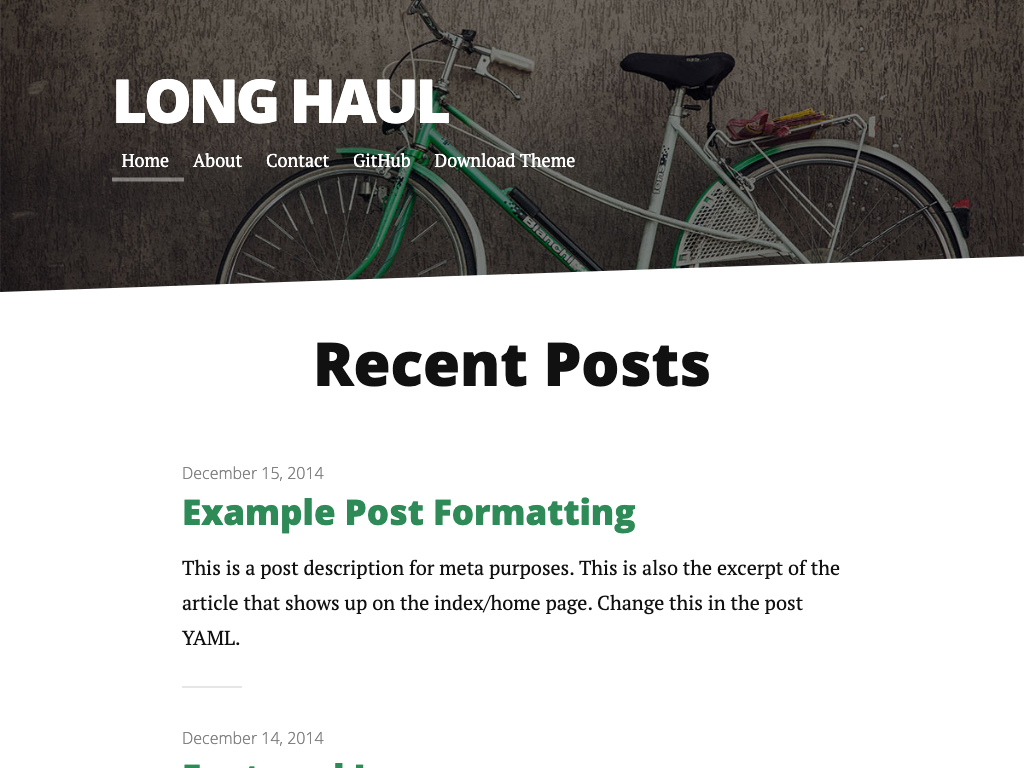 LONG HAUL
Home About Contact GitHub Download Theme
Bianchi
Recent Posts
December 15, 2014
Example Post Formatting
This is a post description for meta purposes. This is also the excerpt of the
article that shows up on the index/home page. Change this in the post
YAML.
December 14, 2014